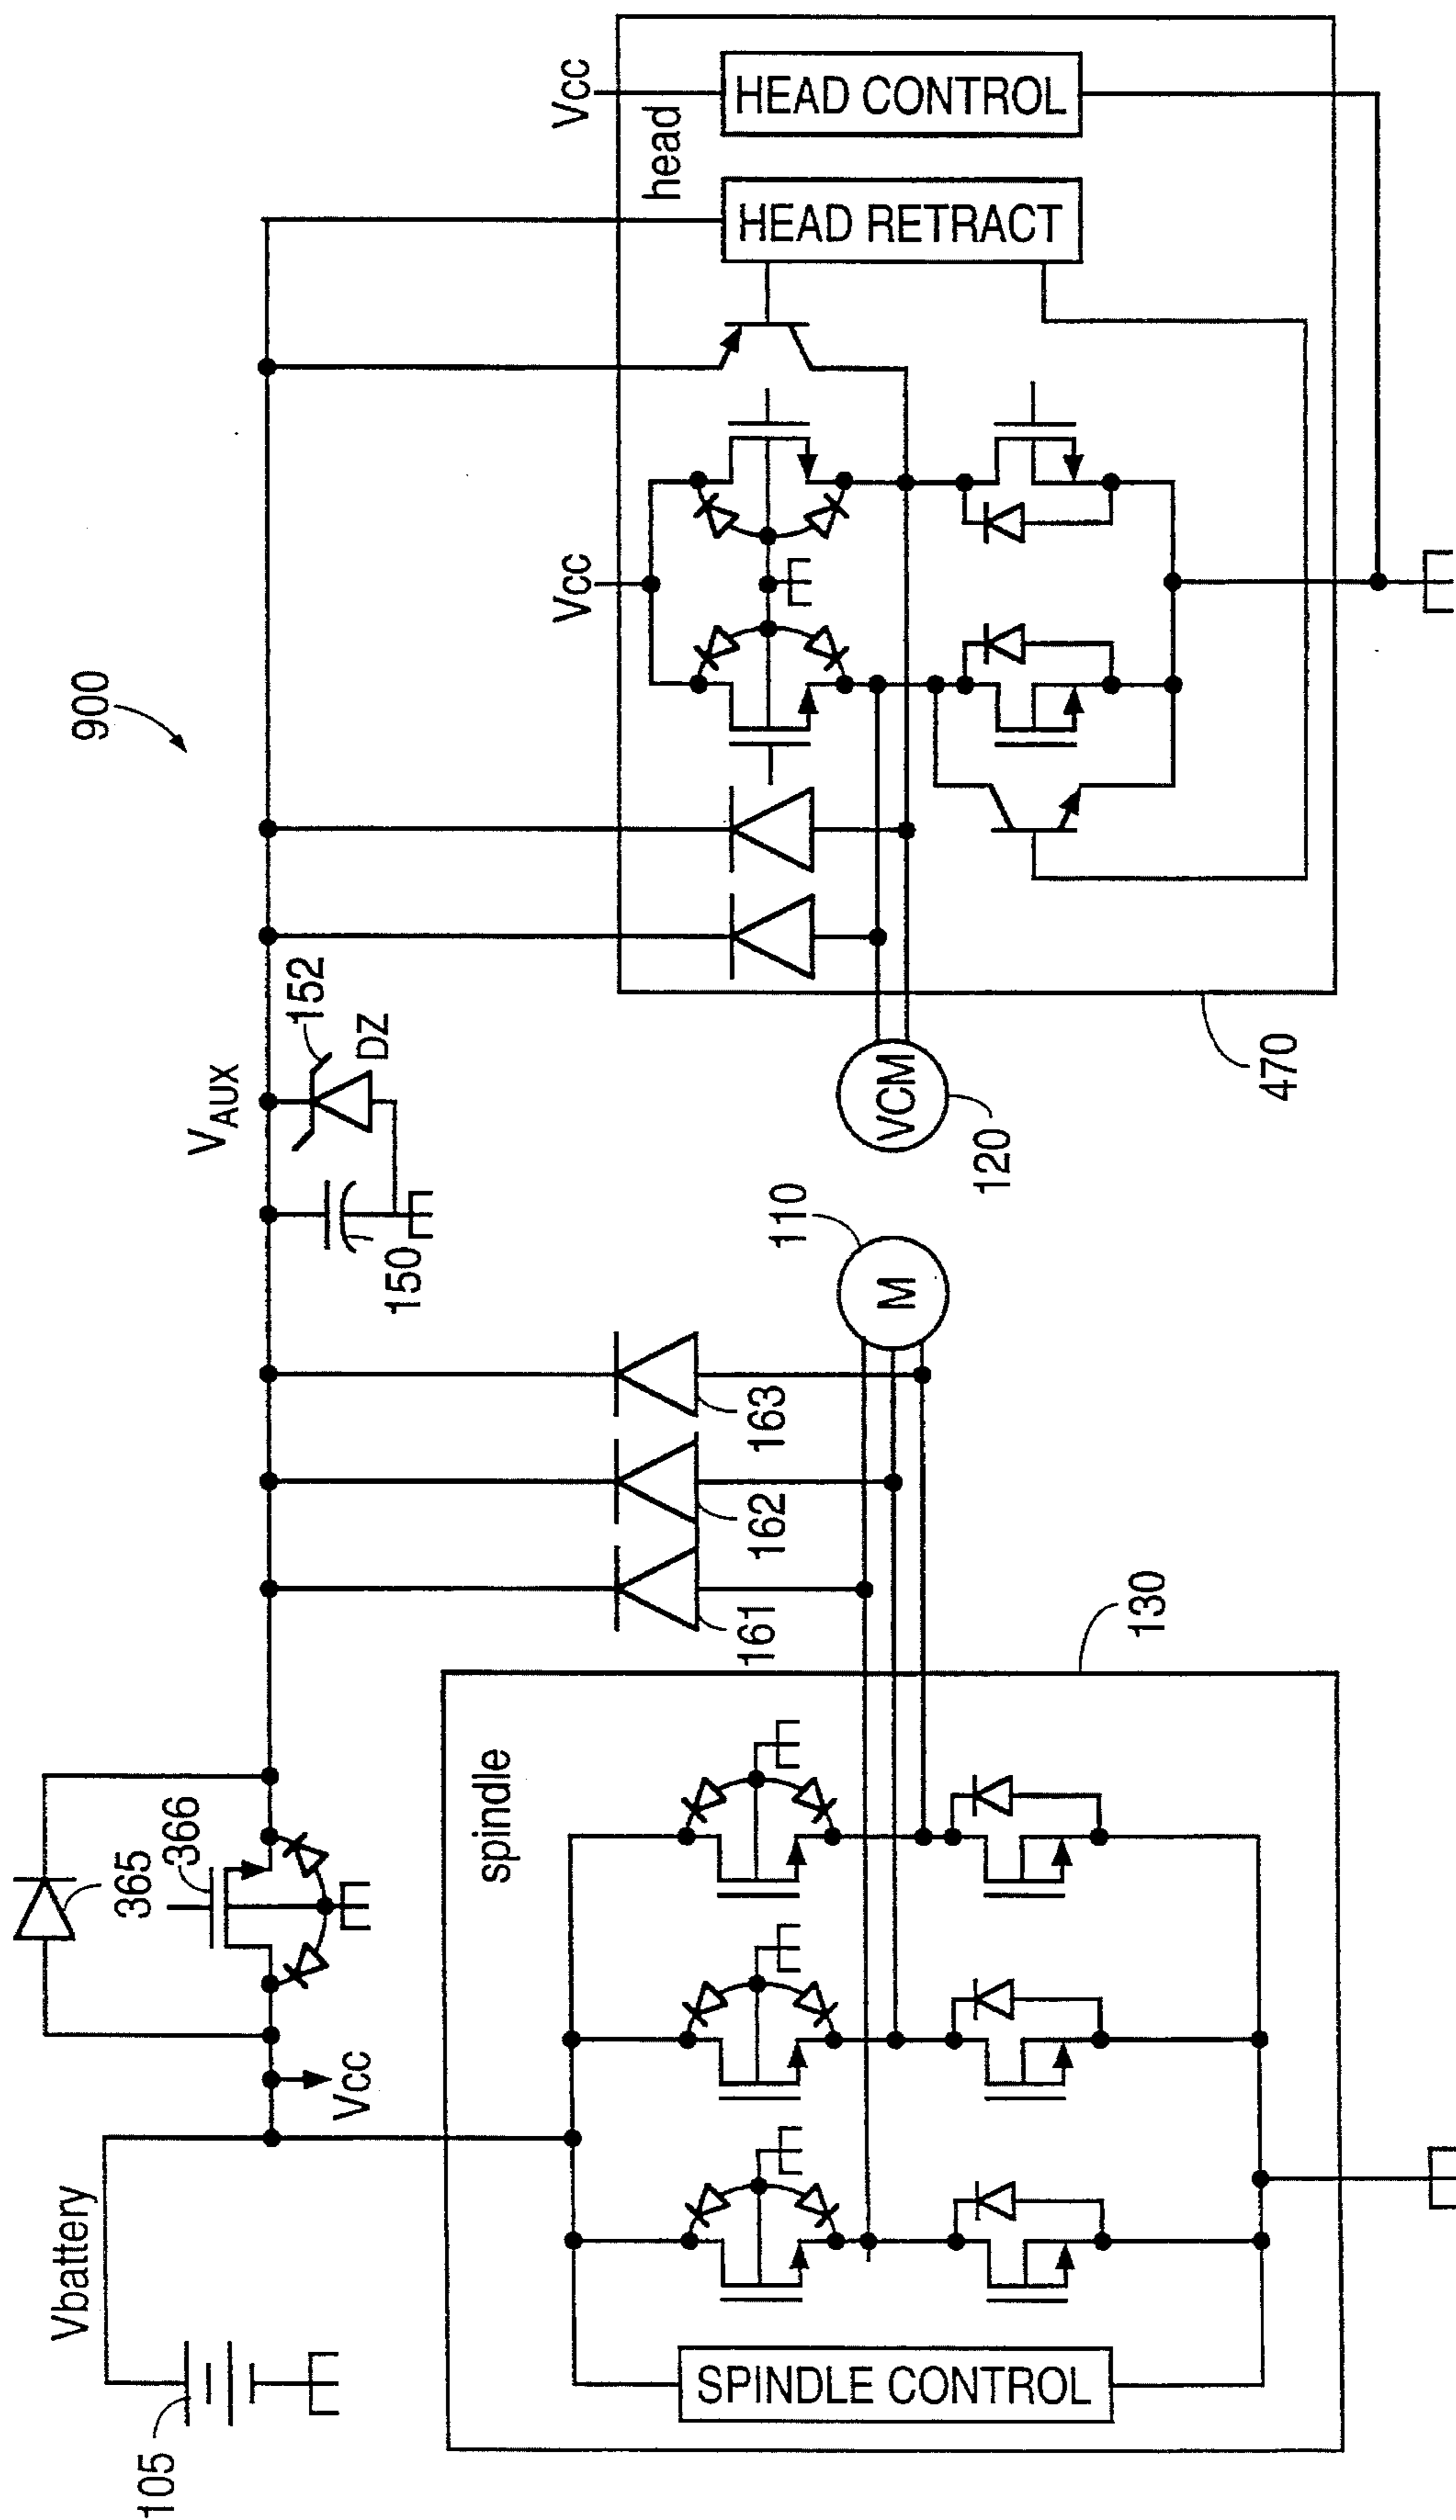 900
105
Vbattery
Vcc
365
366
VAUX
150
152
DZ
161
162
163
110
M
VCM
120
spindle
SPINDLE CONTROL
130
Vcc
Vcc
head
HEAD RETRACT
HEAD CONTROL
470